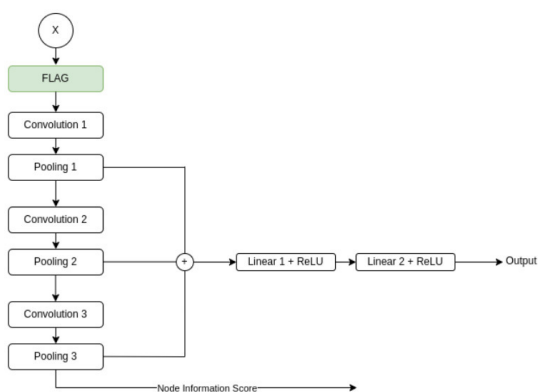 X
FLAG
Convolution 1
Pooling 1
Convolution 2
Pooling 2
+
Linear 1 + ReLU
Linear 2 + ReLU
Output
Convolution 3
Pooling 3
Node Information Score